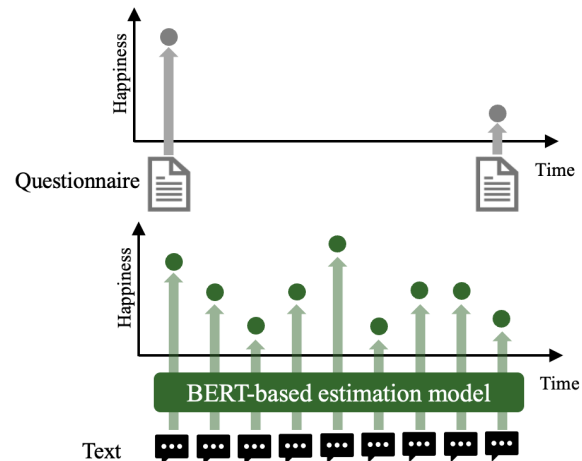 Happiness
Time
Questionnaire
Happiness
BERT-based estimation model
Time
Text